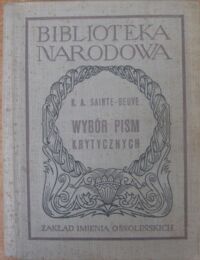 BIBLIOTEKA
NARODOWA
K. A. SAINTE-BEUVE
WYBÓR PISM
KRYTYCZNYCH
ZAKŁAD IMIENIA OSSOLIŃSKICH